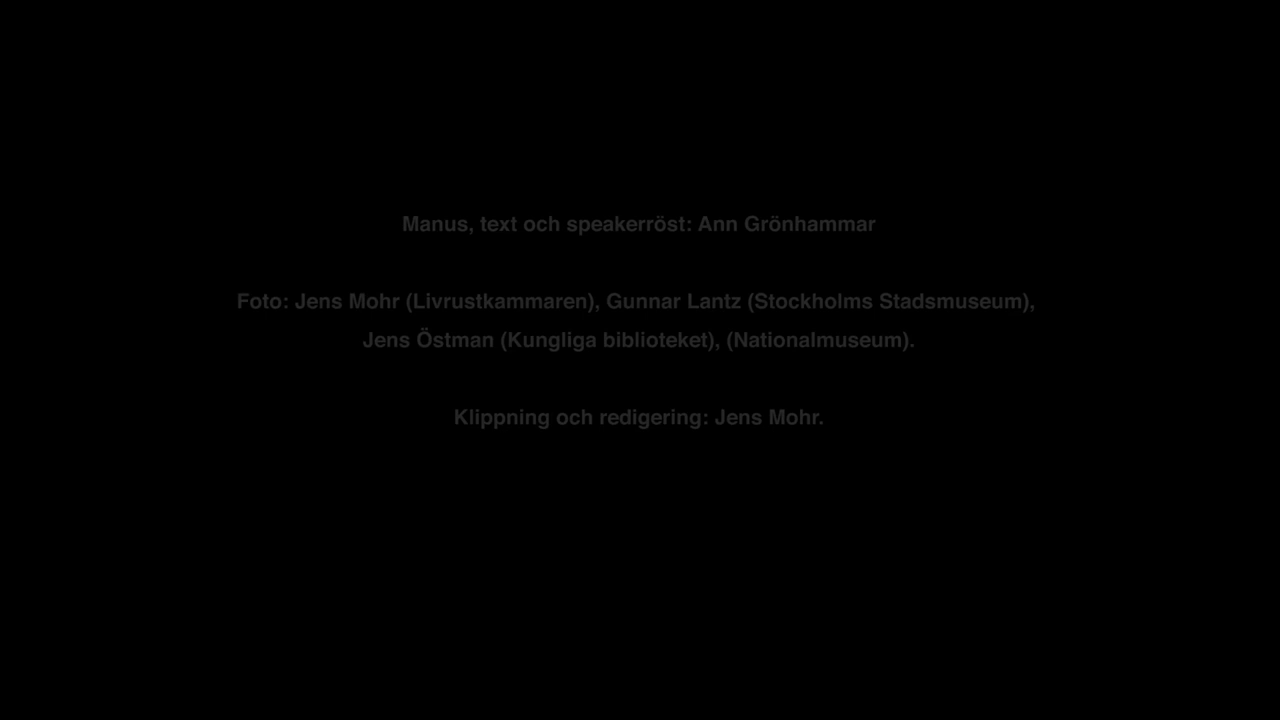 Manus, text och speakerröst: Ann Grönhammar
Foto: Jens Mohr (Livrustkammaren), Gunnar Lantz (Stockholms Stadsmuseum),
Jens Östman (Kungliga biblioteket), (Nationalmuseum).
Klippning och redigering: Jens Mohr.